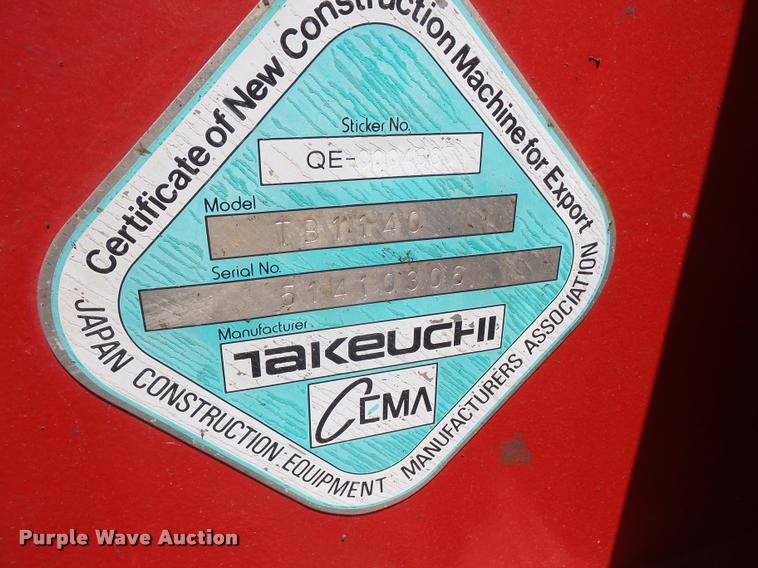 Certificate of New Construction Machine for Export
Sticker No.
QE-
Model
TB1140
Serial No.
51410306
Manufacturer
TAKEUCHI
CEMA
JAPAN CONSTRUCTION EQUIPMENT MANUFACTURERS ASSOCIATION
Purple Wave Auction